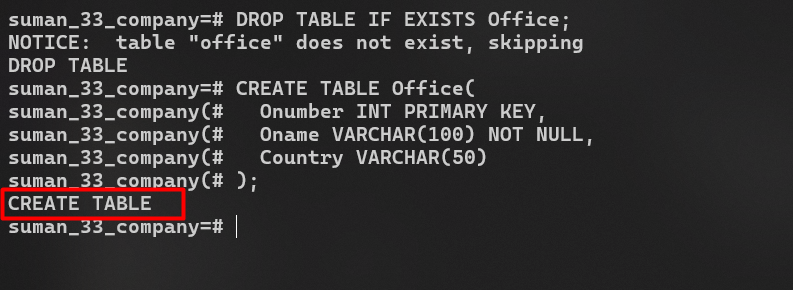 suman_33_company=# DROP TABLE IF EXISTS Office;
NOTICE:  table "office" does not exist, skipping
DROP TABLE
suman_33_company=# CREATE TABLE Office(
suman_33_company(#   Onumber INT PRIMARY KEY,
suman_33_company(#   Oname VARCHAR(100) NOT NULL,
suman_33_company(#   Country VARCHAR(50)
suman_33_company(# );
CREATE TABLE
suman_33_company=#